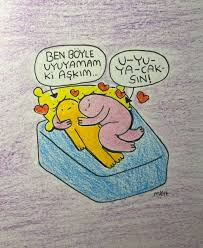 BEN BÖYLE
UYUYAMAM
Kİ AŞKIM..
U-YU-
YA-CAK-
SIN!